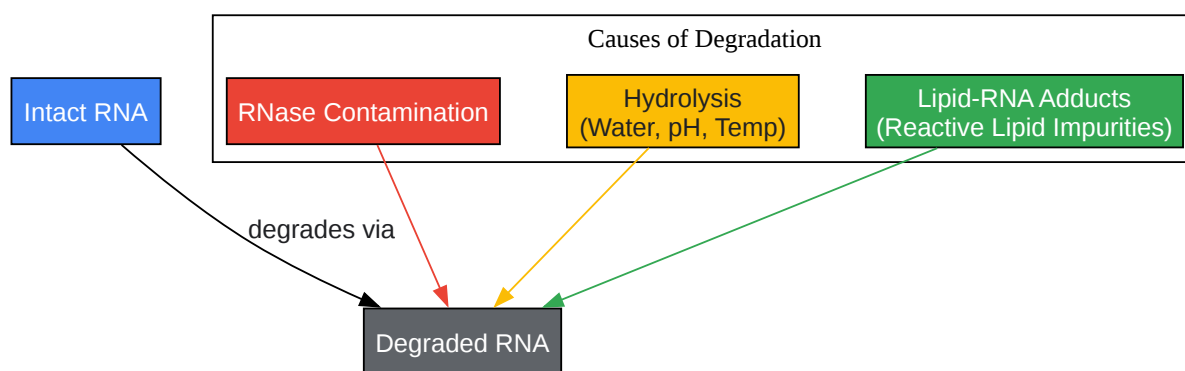 Causes of Degradation
Intact RNA
RNase Contamination
Hydrolysis
(Water, pH, Temp)
Lipid-RNA Adducts
(Reactive Lipid Impurities)
degrades via
Degraded RNA